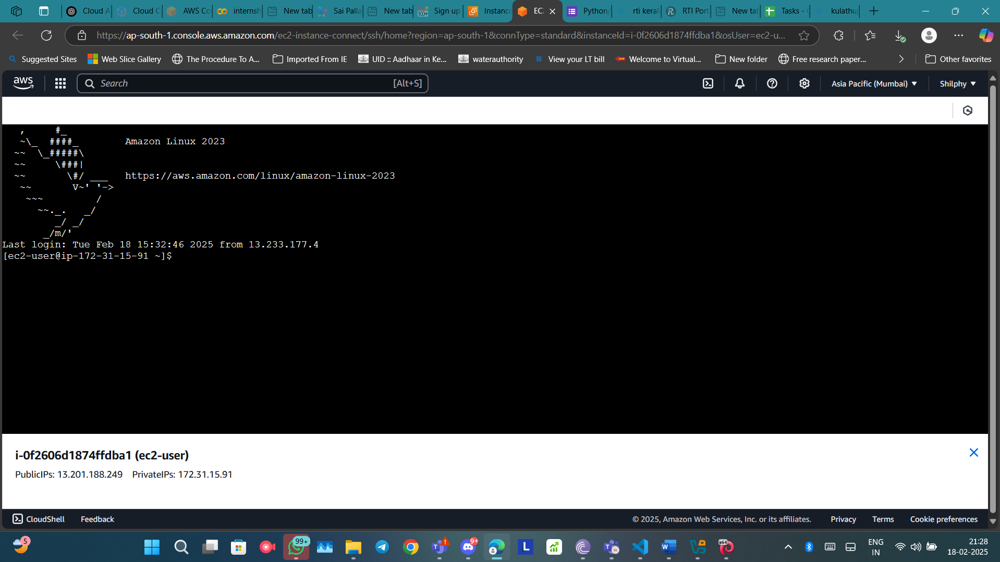 Cloud A
Cloud C
AWS Co
internsh
New tab
Sai Palla
New tab
100+
Sign up
Instance
EC
Python/
rti keral
RTI Port
New tab
Tasks -
kulathu
https://ap-south-1.console.aws.amazon.com/ec2-instance-connect/ssh/home?region=ap-south-1&connType=standard&instanceId=i-0f2606d1874ffdba1&osUser=ec2-u...
Suggested Sites
Web Slice Gallery
The Procedure To A...
Imported From IE
UID :: Aadhaar in Ke...
waterauthority
View your LT bill
Welcome to Virtual...
New folder
Free research paper...
Other favorites
aws
Search
[Alt+S]
Asia Pacific (Mumbai)
Shilphy
   ,     #_
   ~\_  ####_        Amazon Linux 2023
  ~~  \_#####\
  ~~     \###|
  ~~       \#/ ___   https://aws.amazon.com/linux/amazon-linux-2023
   ~~       V~' '->
    ~~~         /
      ~~._.   _/
         _/ _/
       _/m/'
Last login: Tue Feb 18 15:32:46 2025 from 13.233.177.4
[ec2-user@ip-172-31-15-91 ~]$
i-0f2606d1874ffdba1 (ec2-user)
PublicIPs: 13.201.188.249 PrivateIPs: 172.31.15.91
CloudShell
Feedback
© 2025, Amazon Web Services, Inc. or its affiliates.
Privacy
Terms
Cookie preferences
5
99+
T
9+
L
T
SS
W
x64
ENG
IN
21:28
18-02-2025